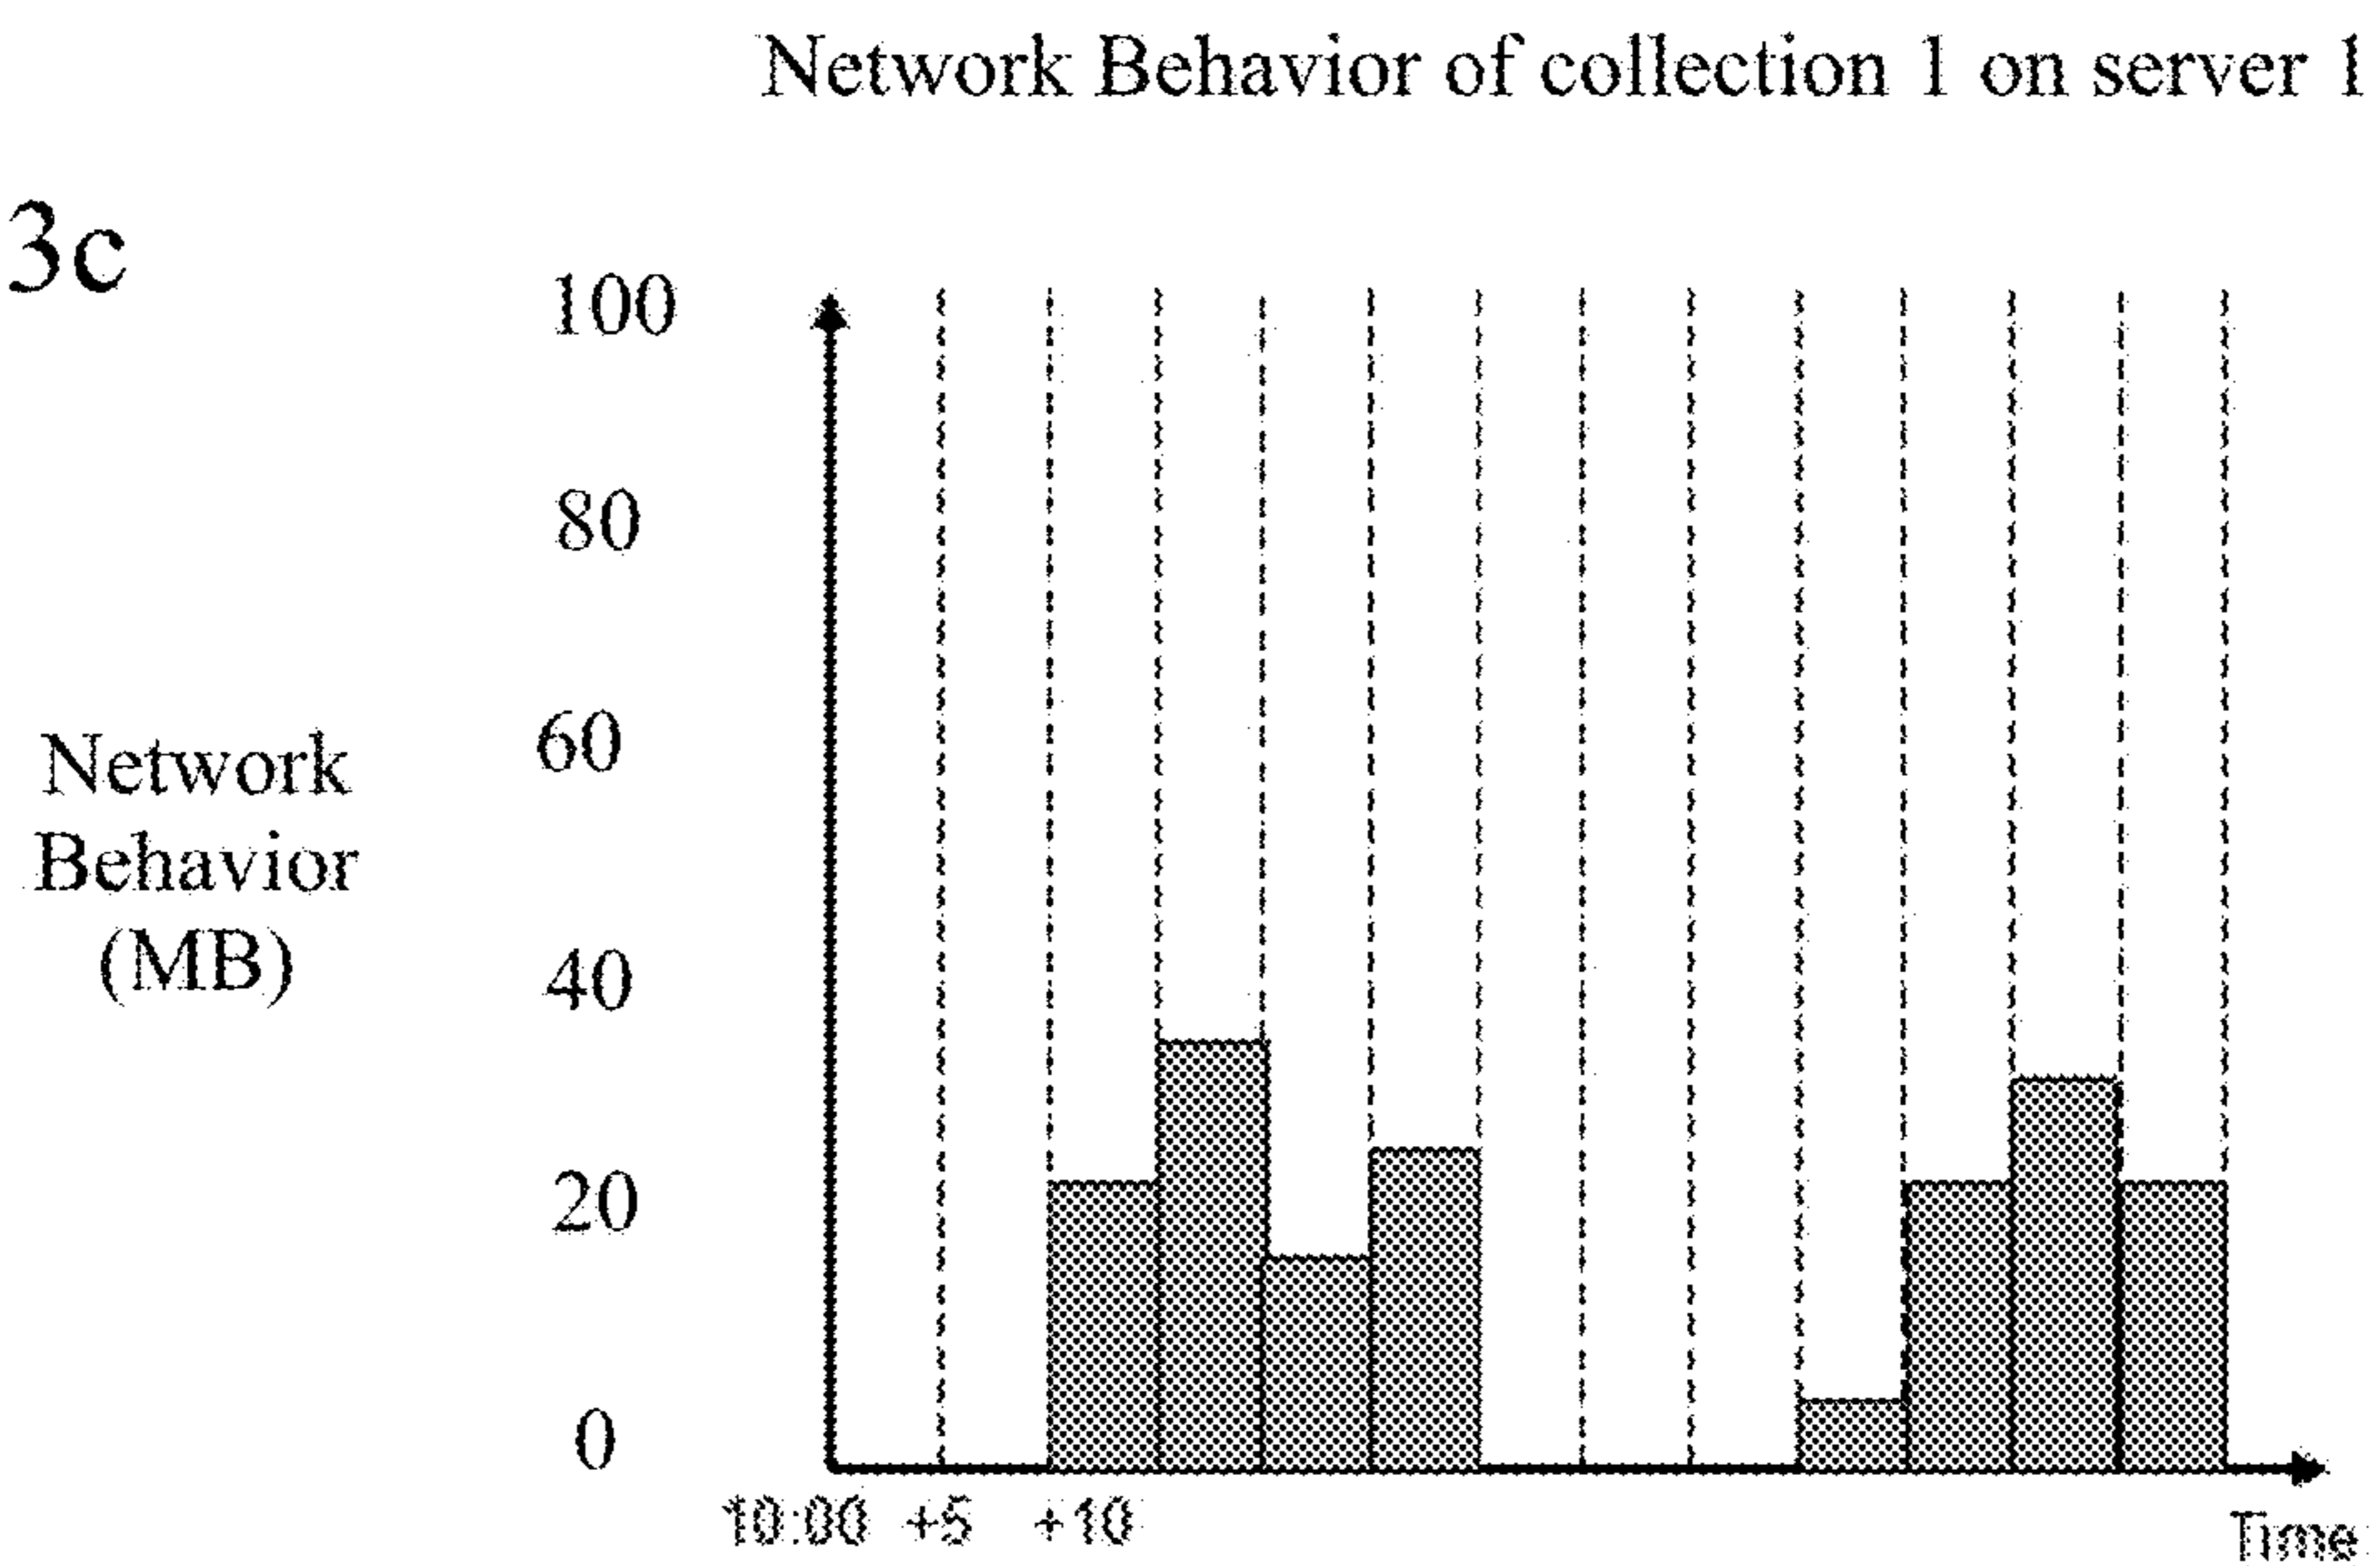 Network Behavior of collection 1 on server 1
3c
100
80
60
40
20
0
Network
Behavior
(MB)
10:00 +5 +10
Time